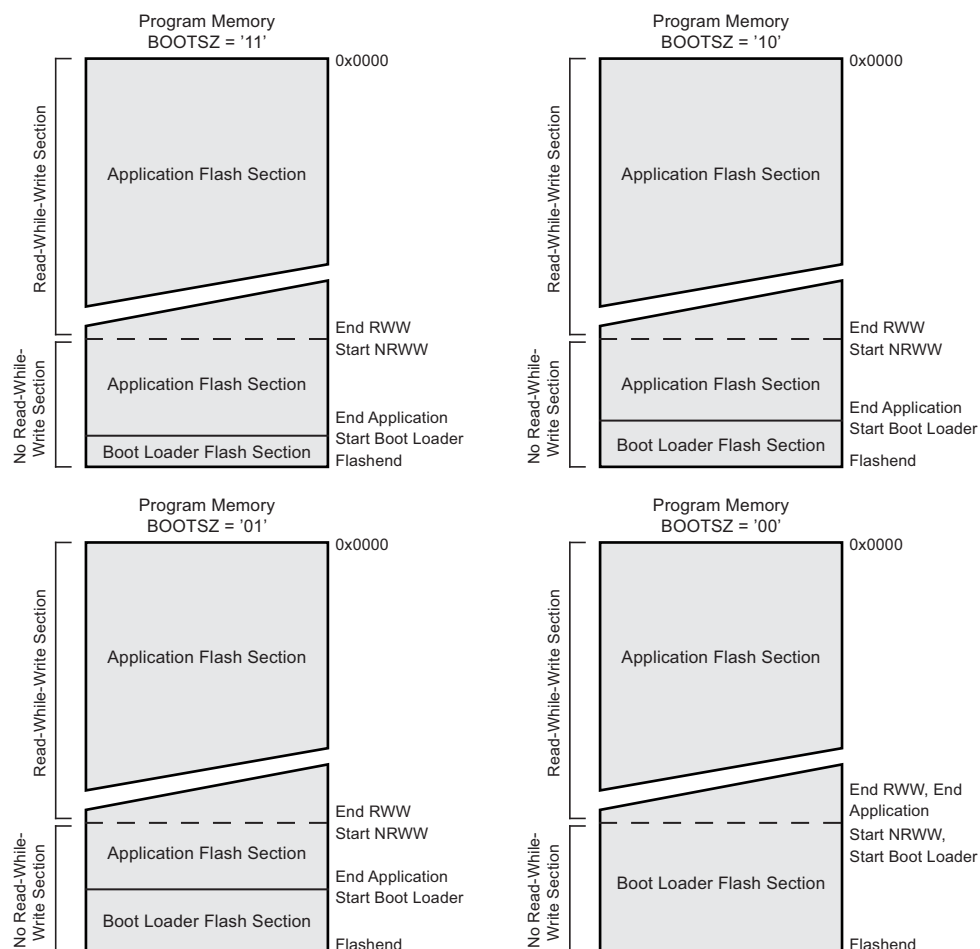 Program Memory
BOOTSZ = '11'
0x0000
Read-While-Write Section
Application Flash Section
End RWW
Start NRWW
No Read-While-
Write Section
Application Flash Section
End Application
Start Boot Loader
Boot Loader Flash Section
Flashend
Program Memory
BOOTSZ = '10'
0x0000
Read-While-Write Section
Application Flash Section
End RWW
Start NRWW
No Read-While-
Write Section
Application Flash Section
End Application
Start Boot Loader
Boot Loader Flash Section
Flashend
Program Memory
BOOTSZ = '01'
0x0000
Read-While-Write Section
Application Flash Section
End RWW
Start NRWW
No Read-While-
Write Section
Application Flash Section
End Application
Start Boot Loader
Boot Loader Flash Section
Flashend
Program Memory
BOOTSZ = '00'
0x0000
Read-While-Write Section
Application Flash Section
End RWW, End
Application
Start NRWW,
Start Boot Loader
No Read-While-
Write Section
Boot Loader Flash Section
Flashend